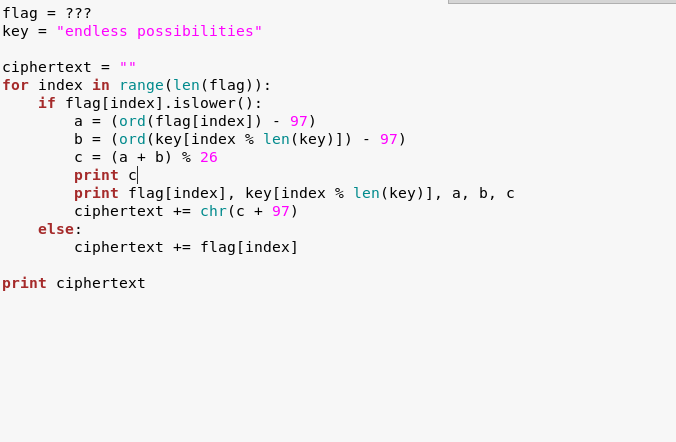 flag = ???
key = "endless possibilities"
ciphertext = ""
for index in range(len(flag)):
    if flag[index].islower():
        a = (ord(flag[index]) - 97)
        b = (ord(key[index % len(key)]) - 97)
        c = (a + b) % 26
        print c
        print flag[index], key[index % len(key)], a, b, c
        ciphertext += chr(c + 97)
    else:
        ciphertext += flag[index]
print ciphertext